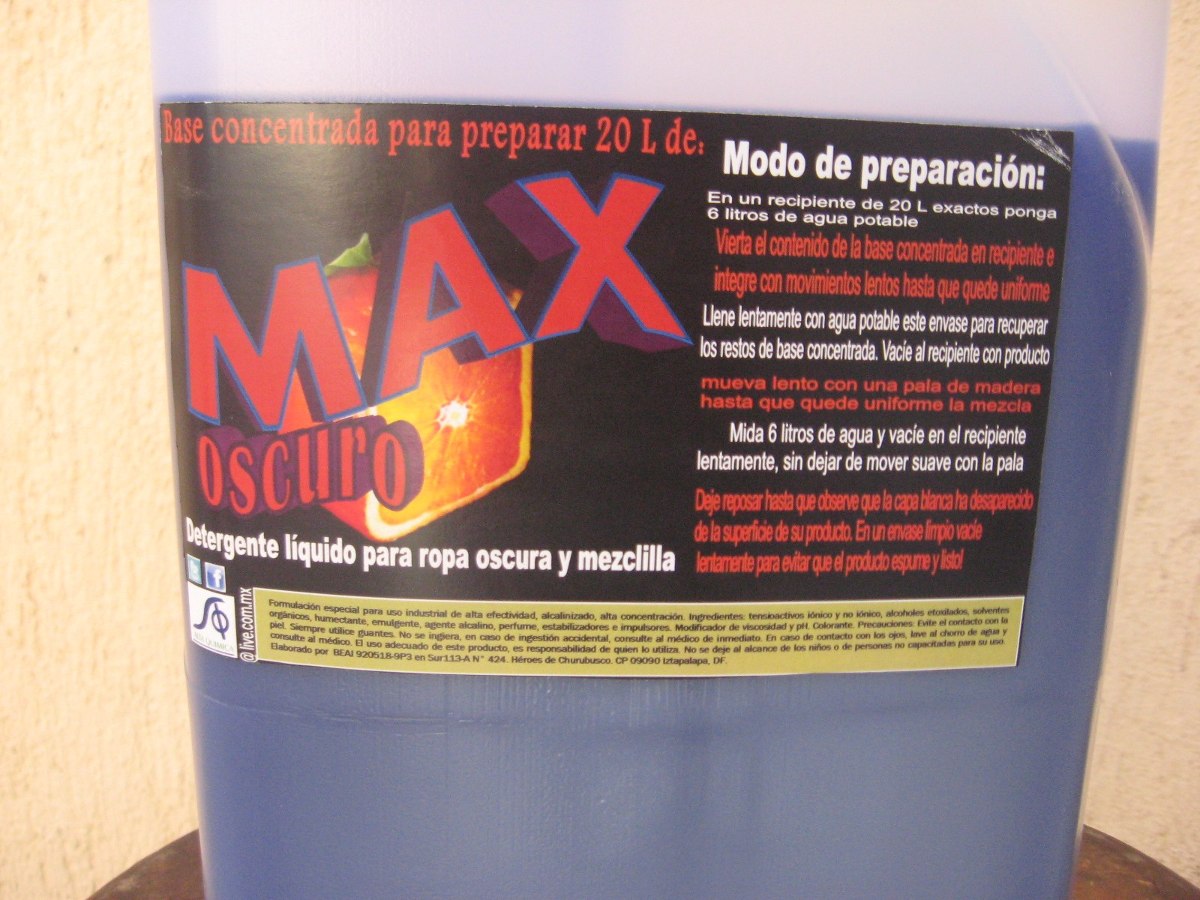 Base concentrada para preparar 20 L de:
MAX
oscuro
Detergente líquido para ropa oscura y mezclilla
Modo de preparación:
En un recipiente de 20 L exactos ponga
6 litros de agua potable
Vierta el contenido de la base concentrada en recipiente e
integre con movimientos lentos hasta que quede uniforme
Llene lentamente con agua potable este envase para recuperar
los restos de base concentrada. Vacíe al recipiente con producto
mueva lento con una pala de madera
hasta que quede uniforme la mezcla
Mida 6 litros de agua y vacíe en el recipiente
lentamente, sin dejar de mover suave con la pala
Deje reposar hasta que observe que la capa blanca ha desaparecido
de la superficie de su producto. En un envase limpio vacíe
lentamente para evitar que el producto espume y listo!
f
@live.com.mx
Formulación especial para uso industrial de alta efectividad, alcalinizado, alta concentración. Ingredientes: tensioactivos iónico y no iónico, alcoholes etoxilados, solventes
orgánicos, humectante, emulgente, agente alcalino, perfume, estabilizadores e impulsores. Modificador de viscosidad y pH. Colorante. Precauciones: Evite el contacto con la
piel. Siempre utilice guantes. No se ingiera, en caso de ingestión accidental, consulte al médico de inmediato. En caso de contacto con los ojos, lave al chorro de agua y
consulte al médico. El uso adecuado de este producto, es responsabilidad de quien lo utiliza. No se deje al alcance de los niños o de personas no capacitadas para su uso.
Elaborado por BEAI 920518-9P3 en Sur113-A N° 424. Héroes de Churubusco. CP 09090 Iztapalapa, DF.